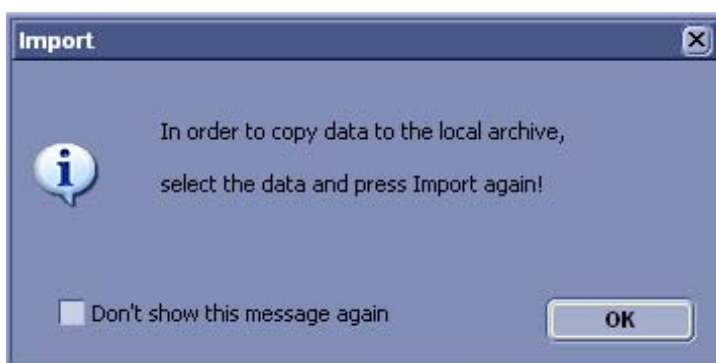 Import
In order to copy data to the local archive,
select the data and press Import again!
Don't show this message again
OK